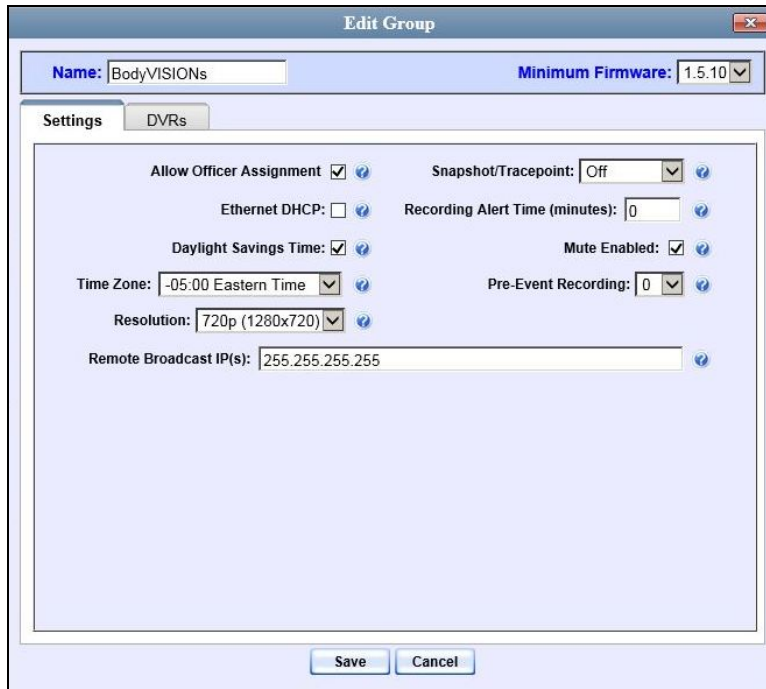 Edit Group
Name: BodyVISIONs Minimum Firmware: 1.5.10
Settings DVRs
Allow Officer Assignment Snapshot/Tracepoint: Off
Ethernet DHCP: Recording Alert Time (minutes): 0
Daylight Savings Time: Mute Enabled:
Time Zone: -05:00 Eastern Time Pre-Event Recording: 0
Resolution: 720p (1280x720)
Remote Broadcast IP(s): 255.255.255.255
Save Cancel